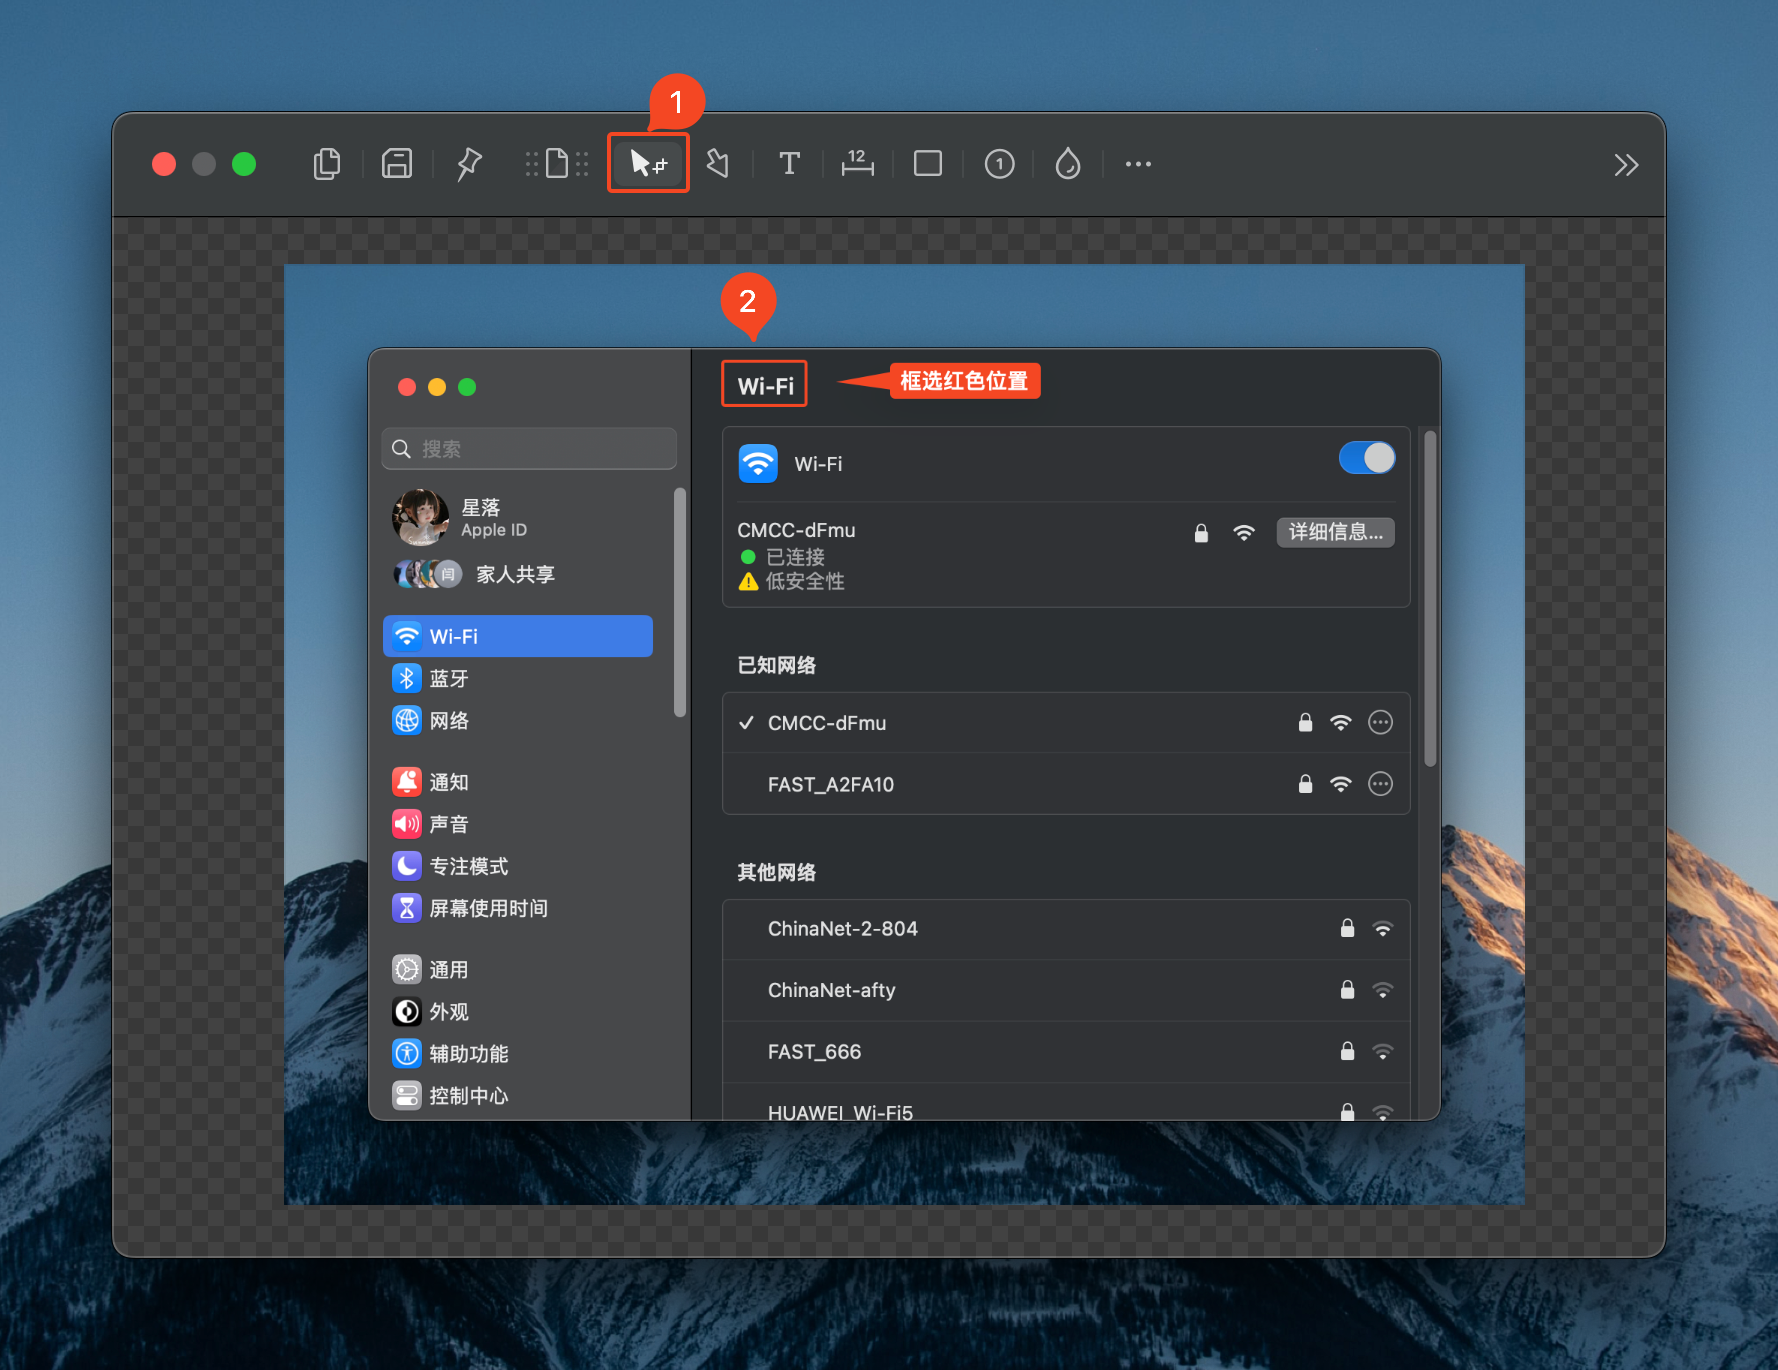 1
T
12
1
2
Wi-Fi
框选红色位置
搜索
星落
Apple ID
闫
家人共享
Wi-Fi
蓝牙
网络
通知
声音
专注模式
屏幕使用时间
通用
外观
辅助功能
控制中心
Wi-Fi
CMCC-dFmu
详细信息...
已连接
低安全性
已知网络
CMCC-dFmu
FAST_A2FA10
其他网络
ChinaNet-2-804
ChinaNet-afty
FAST_666
HUAWEI_Wi-Fi5